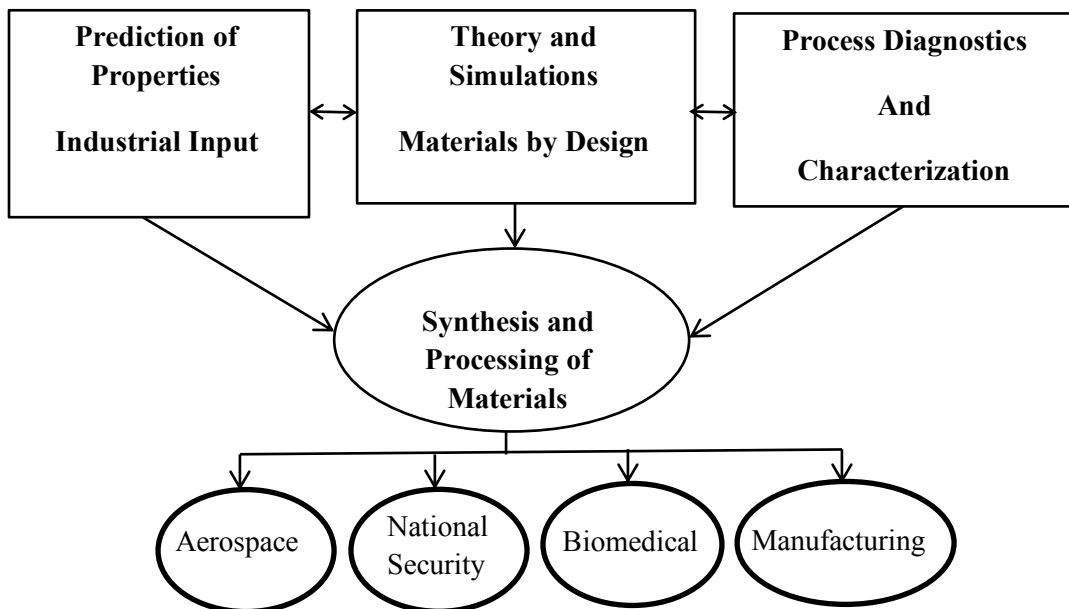 Prediction of
Properties
Industrial Input
Theory and
Simulations
Materials by Design
Process Diagnostics
And
Characterization
Synthesis and
Processing of
Materials
Aerospace
National
Security
Biomedical
Manufacturing